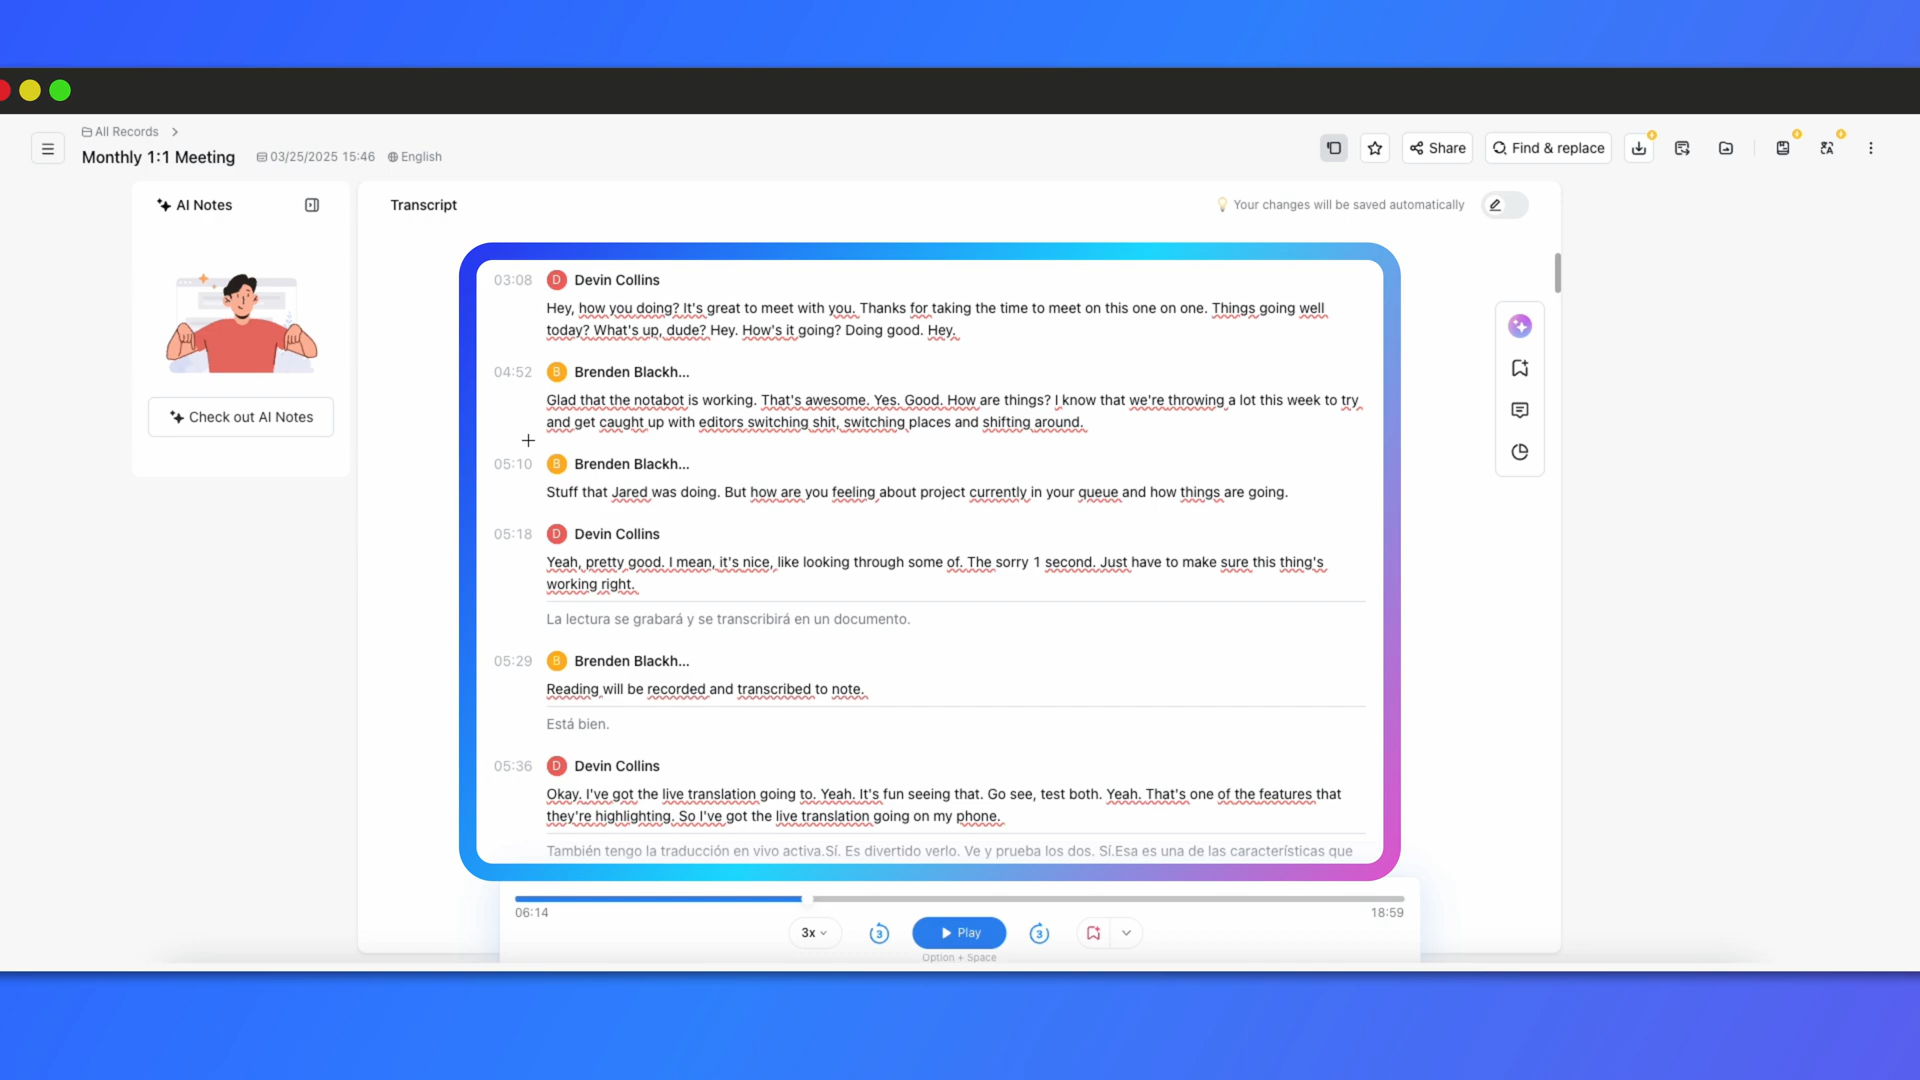 All Records
Monthly 1:1 Meeting
03/25/2025 15:46
English
Share
Find & replace
AI Notes
Check out AI Notes
Transcript
Your changes will be saved automatically
03:08
D
Devin Collins
Hey, how you doing? It's great to meet with you. Thanks for taking the time to meet on this one on one. Things going well
today? What's up, dude? Hey. How's it going? Doing good. Hey.
04:52
B
Brenden Blackh...
Glad that the notabot is working. That's awesome. Yes. Good. How are things? I know that we're throwing a lot this week to try
and get caught up with editors switching shit, switching places and shifting around.
05:10
B
Brenden Blackh...
Stuff that Jared was doing. But how are you feeling about project currently in your queue and how things are going.
05:18
D
Devin Collins
Yeah, pretty good. I mean, it's nice, like looking through some of. The sorry 1 second. Just have to make sure this thing's
working right.
La lectura se grabará y se transcribirá en un documento.
05:29
B
Brenden Blackh...
Reading will be recorded and transcribed to note.
Está bien.
05:36
D
Devin Collins
Okay. I've got the live translation going to. Yeah. It's fun seeing that. Go see, test both. Yeah. That's one of the features that
they're highlighting. So I've got the live translation going on my phone.
También tengo la traducción en vivo activa.Sí. Es divertido verlo. Ve y prueba los dos. Sí.Esa es una de las características que
06:14
18:59
3x
3
Play
3
Option + Space